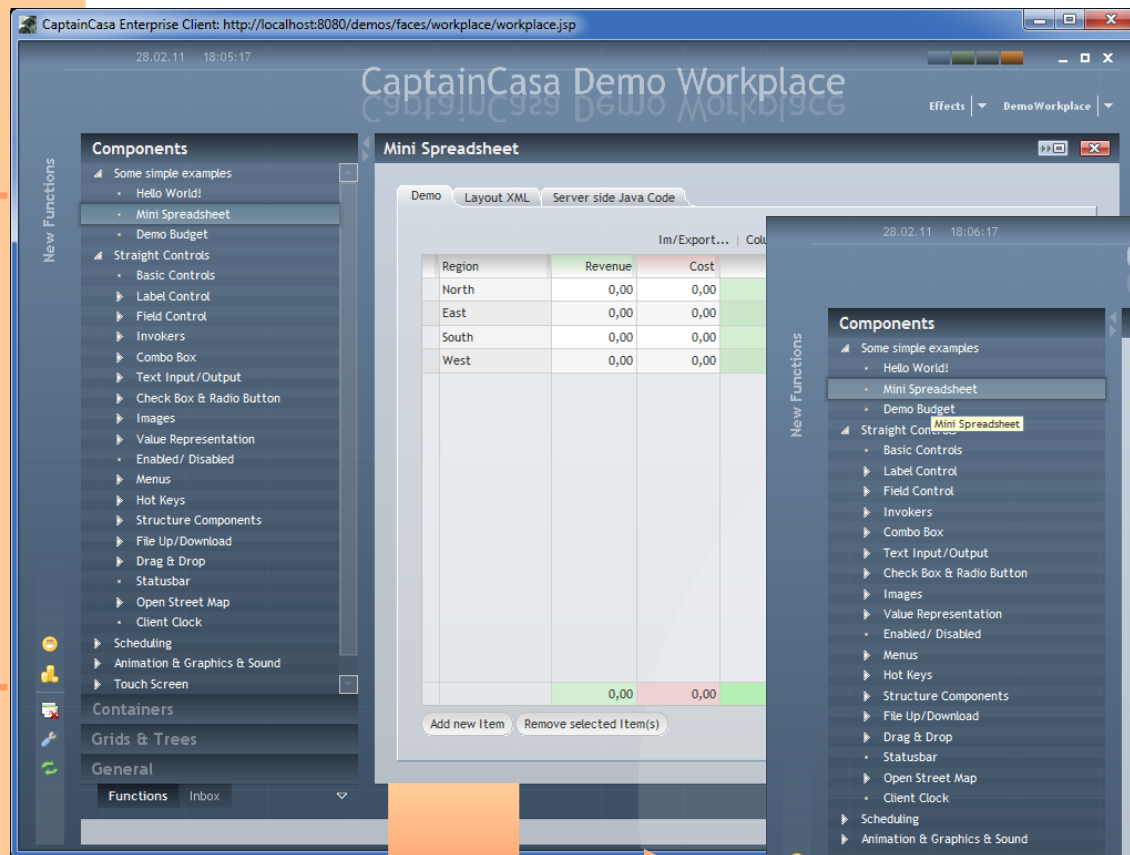 CaptainCasa Enterprise Client: http://localhost:8080/demos/faces/workplace/workplace.jsp
28.02.11 18:05:17
CaptainCasa Demo Workplace
Effects
DemoWorkplace
New Functions
Components
Some simple examples
Hello World!
Mini Spreadsheet
Demo Budget
Straight Controls
Basic Controls
Label Control
Field Control
Invokers
Combo Box
Text Input/Output
Check Box & Radio Button
Images
Value Representation
Enabled/ Disabled
Menus
Hot Keys
Structure Components
File Up/Download
Drag & Drop
Statusbar
Open Street Map
Client Clock
Scheduling
Animation & Graphics & Sound
Touch Screen
Containers
Grids & Trees
General
Functions Inbox
Mini Spreadsheet
Demo Layout XML Server side Java Code
Im/Export... | Colu
Region Revenue Cost
North 0,00 0,00
East 0,00 0,00
South 0,00 0,00
West 0,00 0,00
0,00 0,00
Add new Item Remove selected Item(s)
28.02.11 18:06:17
New Functions
Components
Some simple examples
Hello World!
Mini Spreadsheet
Demo Budget
Mini Spreadsheet
Straight Controls
Basic Controls
Label Control
Field Control
Invokers
Combo Box
Text Input/Output
Check Box & Radio Button
Images
Value Representation
Enabled/ Disabled
Menus
Hot Keys
Structure Components
File Up/Download
Drag & Drop
Statusbar
Open Street Map
Client Clock
Scheduling
Animation & Graphics & Sound